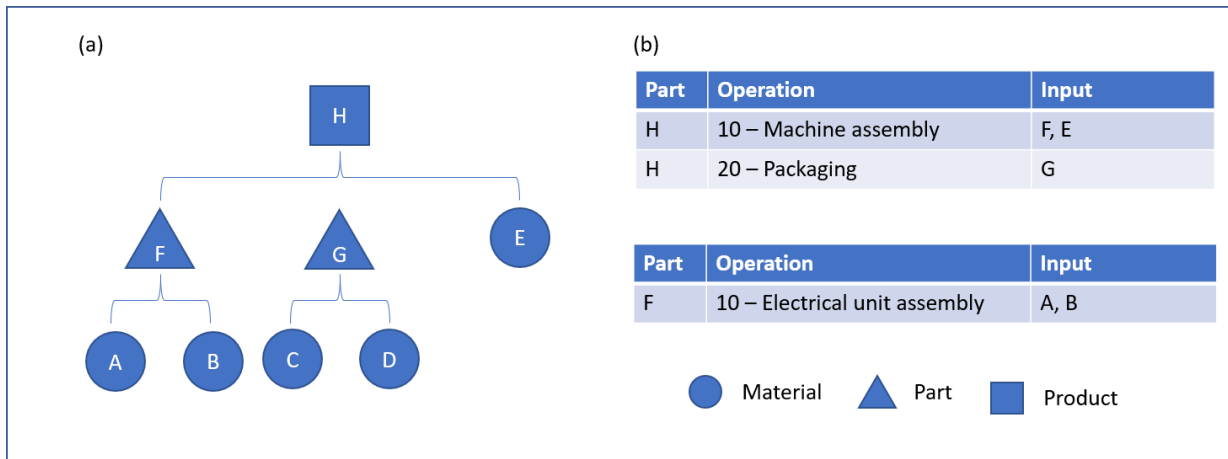 (a)
H
F
G
E
A
B
C
D
(b)
Part Operation Input
H 10 – Machine assembly F, E
H 20 – Packaging G
Part Operation Input
F 10 – Electrical unit assembly A, B
Material Part Product